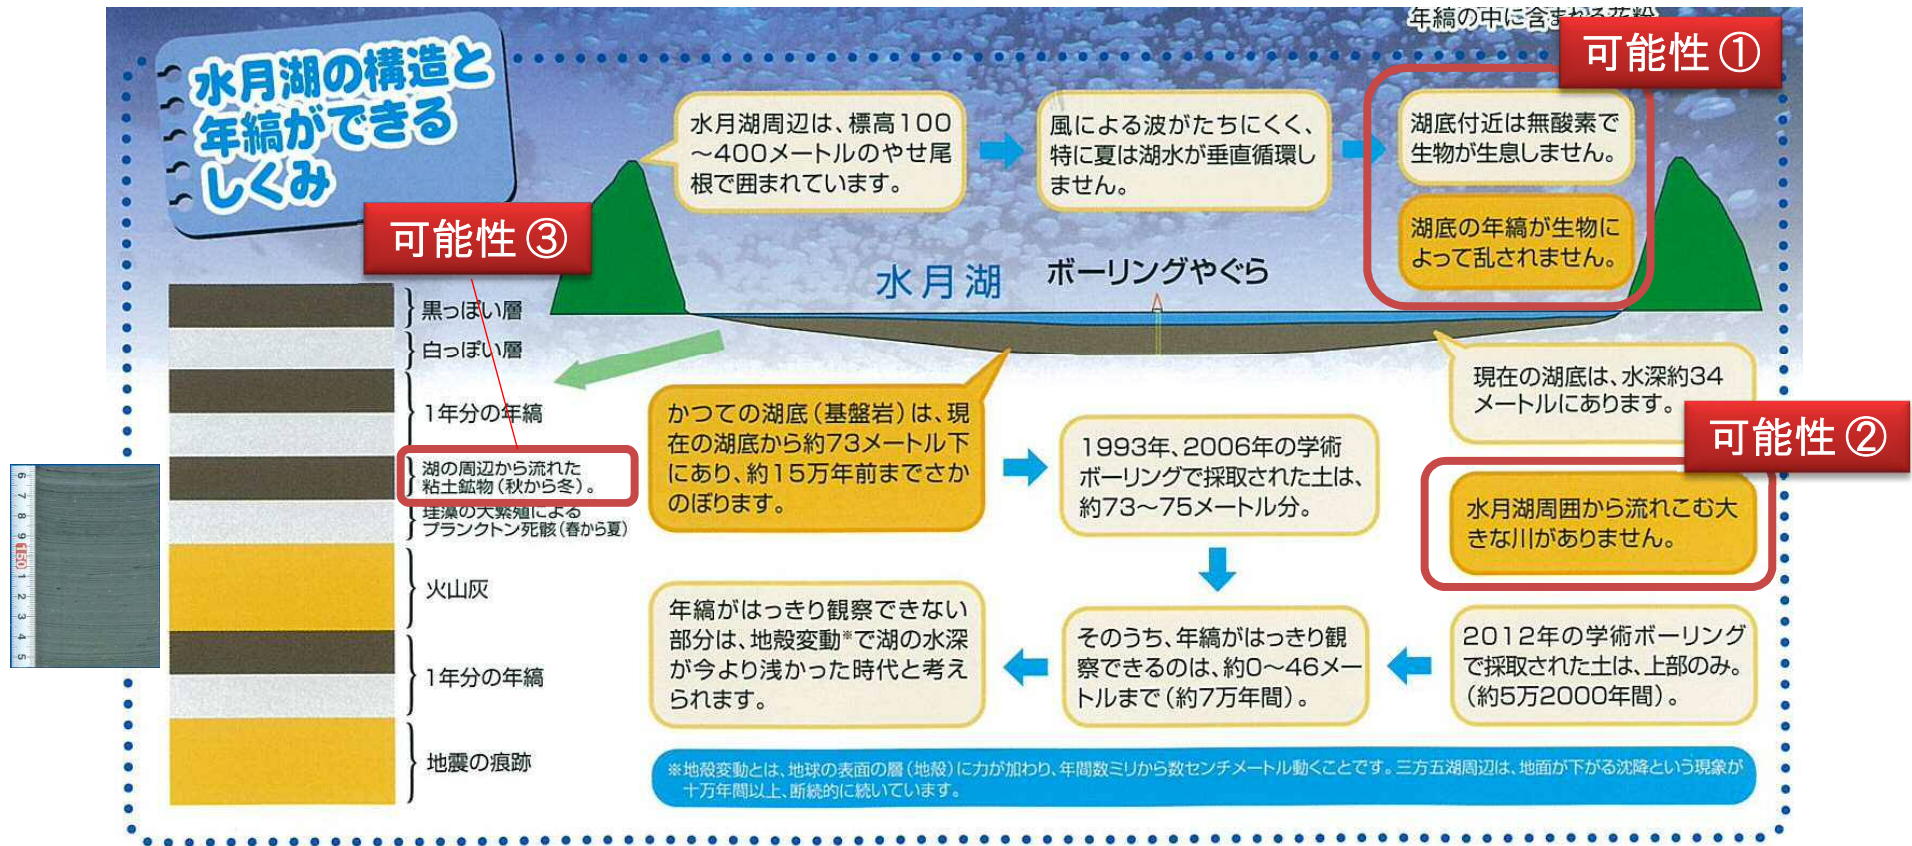 年縞の中に含まれる花粉
可能性①
水月湖の構造と
年縞ができる
しくみ
水月湖周辺は、標高100
～400メートルのやせ尾
根で囲まれています。
風による波がたちにくく、
特に夏は湖水が垂直循環し
ません。
湖底付近は無酸素で
生物が生息しません。
湖底の年縞が生物に
よって乱されません。
可能性③
水月湖
ボーリングやぐら
黒っぽい層
白っぽい層
1年分の年縞
湖の周辺から流れた
粘土鉱物（秋から冬）。
珪藻の大繁殖による
プランクトン死骸（春から夏）
火山灰
1年分の年縞
地震の痕跡
現在の湖底は、水深約34
メートルにあります。
可能性②
かつての湖底（基盤岩）は、現
在の湖底から約73メートル下
にあり、約15万年前までさか
のぼります。
1993年、2006年の学術
ボーリングで採取された土は、
約73～75メートル分。
水月湖周囲から流れこむ大
きな川がありません。
年縞がはっきり観察できない
部分は、地殻変動※で湖の水深
が今より浅かった時代と考え
られます。
そのうち、年縞がはっきり観
察できるのは、約0～46メー
トルまで（約7万年間）。
2012年の学術ボーリング
で採取された土は、上部のみ。
（約5万2000年間）。
※地殻変動とは、地球の表面の層（地殻）に力が加わり、年間数ミリから数センチメートル動くことです。三方五湖周辺は、地面が下がる沈降という現象が
十万年間以上、断続的に続いています。
6
7
8
9
150
1
2
3
4
5